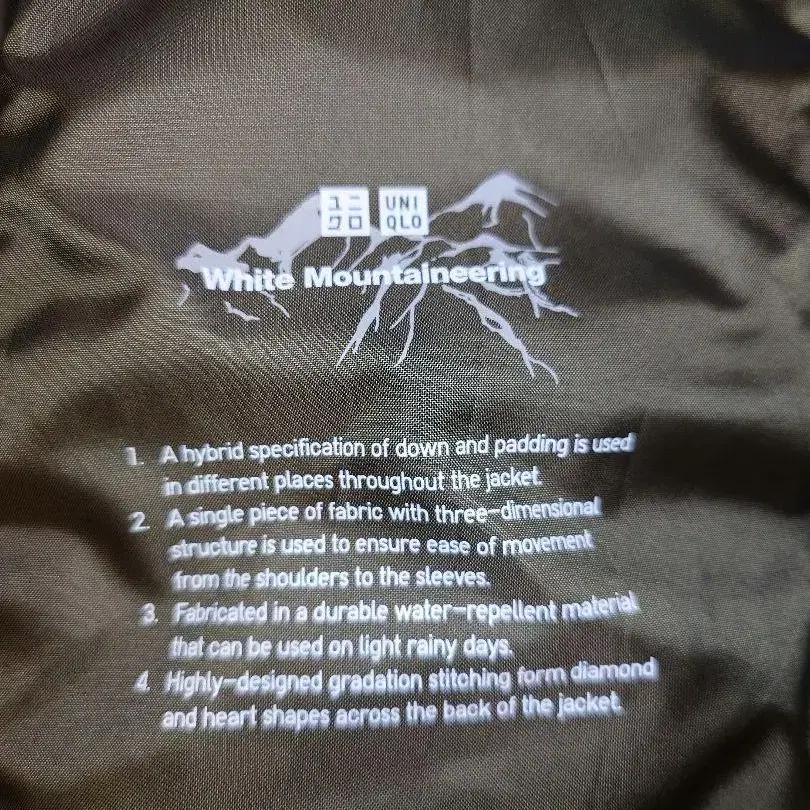 ユニ UNI
クロ QLO
White Mountaineering
1. A hybrid specification of down and padding is used
in different places throughout the jacket.
2. A single piece of fabric with three-dimensional
structure is used to ensure ease of movement
from the shoulders to the sleeves.
3. Fabricated in a durable water-repellent material
that can be used on light rainy days.
4. Highly-designed gradation stitching form diamond
and heart shapes across the back of the jacket.